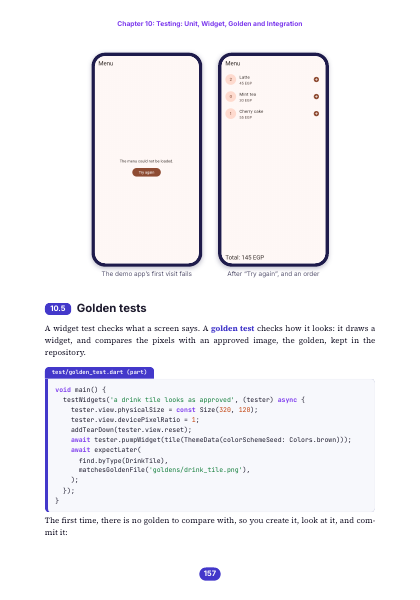 Chapter 10: Testing: Unit, Widget, Golden and Integration
Menu
The menu could not be loaded.
Try again
Menu
2 Latte
45 EGP
Mint tea
Cherry cake
1
Total: 145 EGP
The demo app's first visit fails
After “Try again”, and an order
10.5 Golden tests
A widget test checks what a screen says. A golden test checks how it looks: it draws a
widget, and compares the pixels with an approved image, the golden, kept in the
repository.
test/golden_test.dart (part)
void main() {
  testWidgets('a drink tile looks as approved', (tester) async {
    tester.view.physicalSize = const Size(320, 120);
    tester.view.devicePixelRatio = 1;
    addTearDown(tester.view.reset);
    await tester.pumpWidget(tile(ThemeData(colorSchemeSeed: Colors.brown)));
    await expectLater(
      find.byType(DrinkTile),
      matchesGoldenFile('goldens/drink_tile.png'),
    );
  });
}
The first time, there is no golden to compare with, so you create it, look at it, and com-
mit it:
157